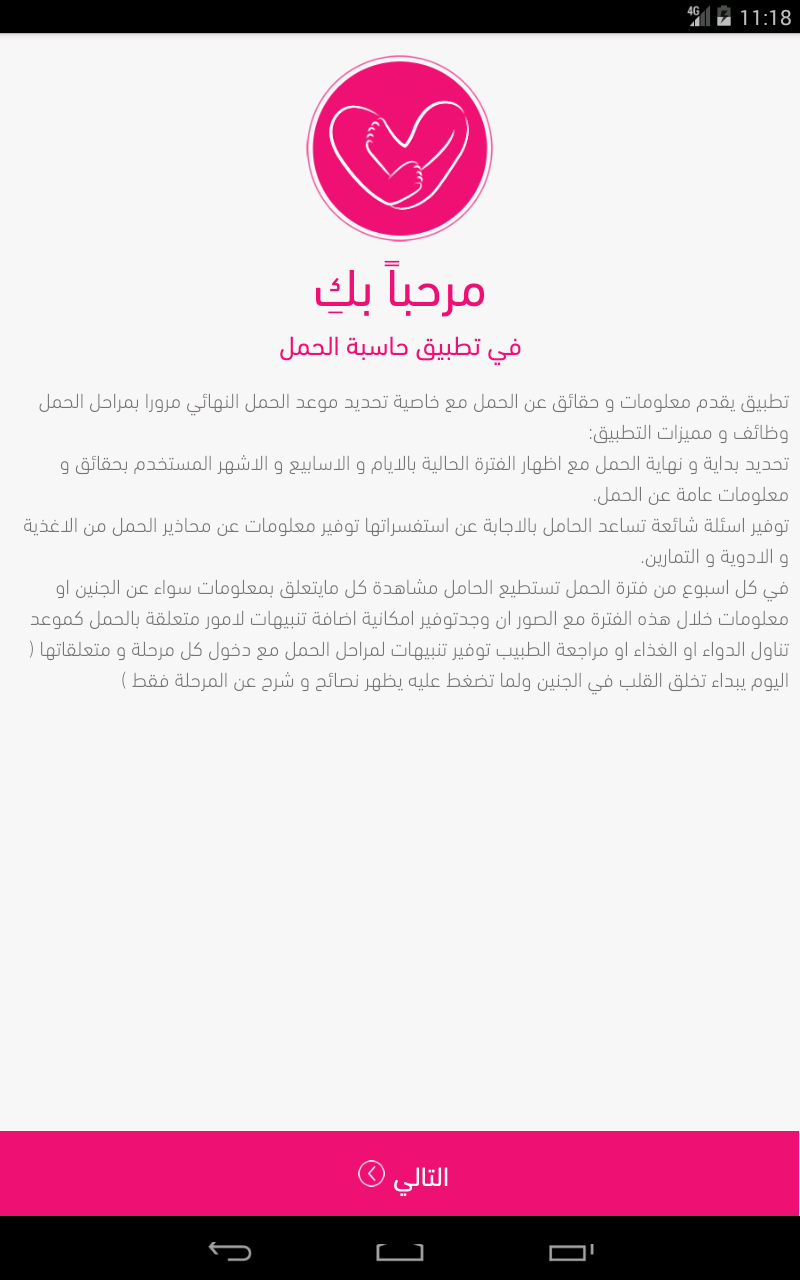 4G 11:18
مرحباً بكِ
في تطبيق حاسبة الحمل
تطبيق يقدم معلومات و حقائق عن الحمل مع خاصية تحديد موعد الحمل النهائي مرورا بمراحل الحمل
وظائف و مميزات التطبيق:
تحديد بداية و نهاية الحمل مع اظهار الفترة الحالية بالايام و الاسابيع و الاشهر المستخدم بحقائق و
معلومات عامة عن الحمل.
توفير اسئلة شائعة تساعد الحامل بالاجابة عن استفسراتها توفير معلومات عن محاذير الحمل من الاغذية
و الادوية و التمارين.
في كل اسبوع من فترة الحمل تستطيع الحامل مشاهدة كل مايتعلق بمعلومات سواء عن الجنين او
معلومات خلال هذه الفترة مع الصور ان وجدتوفير امكانية اضافة تنبيهات لامور متعلقة بالحمل كموعد
تناول الدواء او الغذاء او مراجعة الطبيب توفير تنبيهات لمراحل الحمل مع دخول كل مرحلة و متعلقاتها (
اليوم يبداء تخلق القلب في الجنين ولما تضغط عليه يظهر نصائح و شرح عن المرحلة فقط )
التالي